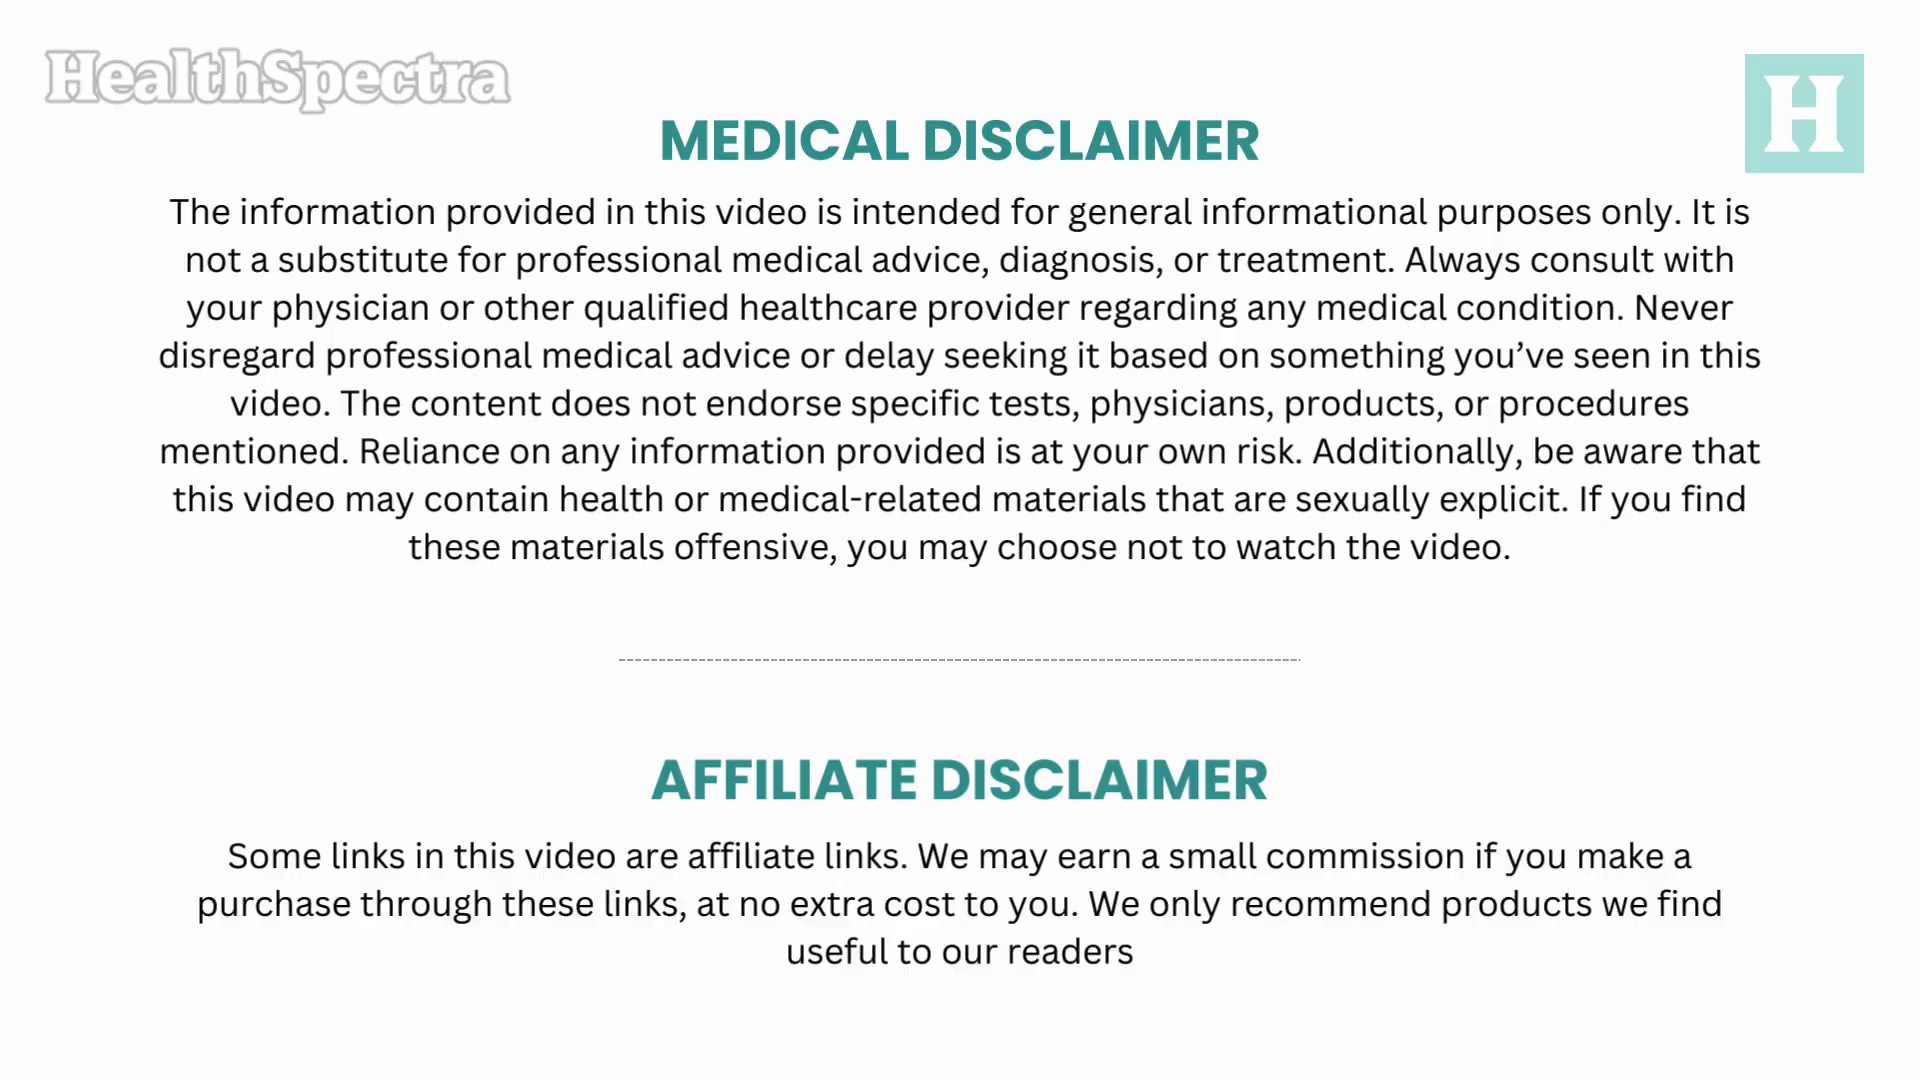 HealthSpectra
H
MEDICAL DISCLAIMER
The information provided in this video is intended for general informational purposes only. It is
not a substitute for professional medical advice, diagnosis, or treatment. Always consult with
your physician or other qualified healthcare provider regarding any medical condition. Never
disregard professional medical advice or delay seeking it based on something you’ve seen in this
video. The content does not endorse specific tests, physicians, products, or procedures
mentioned. Reliance on any information provided is at your own risk. Additionally, be aware that
this video may contain health or medical-related materials that are sexually explicit. If you find
these materials offensive, you may choose not to watch the video.
AFFILIATE DISCLAIMER
Some links in this video are affiliate links. We may earn a small commission if you make a
purchase through these links, at no extra cost to you. We only recommend products we find
useful to our readers